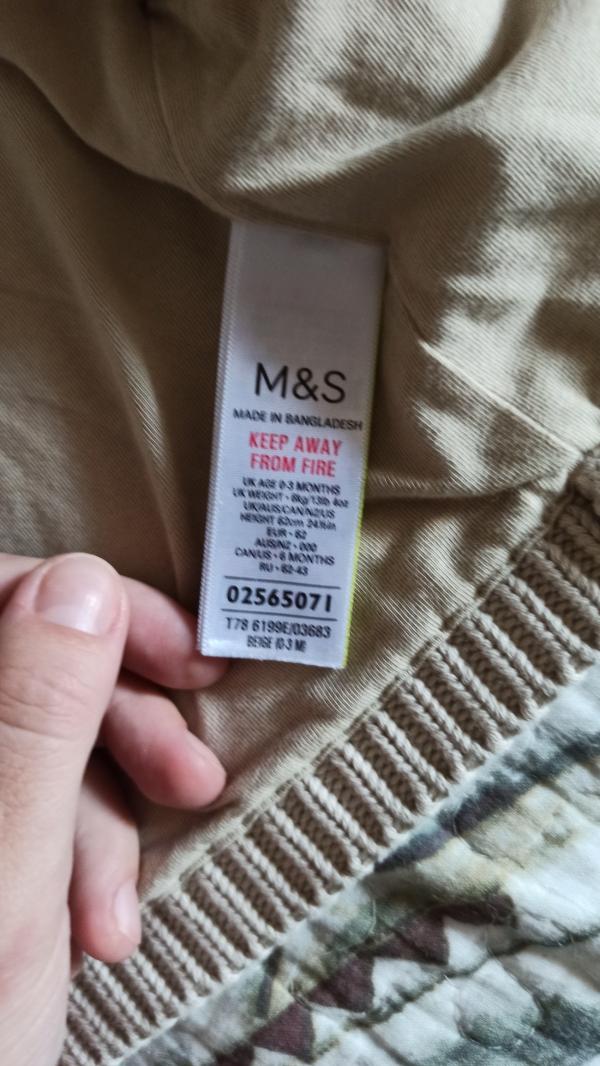 M&S
MADE IN BANGLADESH
KEEP AWAY
FROM FIRE
UK AGE 0-3 MONTHS
UK WEIGHT • 6kg/13lb 4oz
UK/AUS/CAN/NZ/US
HEIGHT 62cm 24½in
EUR • 62
AUS/NZ • 000
CAN/US • 6 MONTHS
RU • 62-43
02565071
T78 6199E/03683
BEIGE (0-3 M)